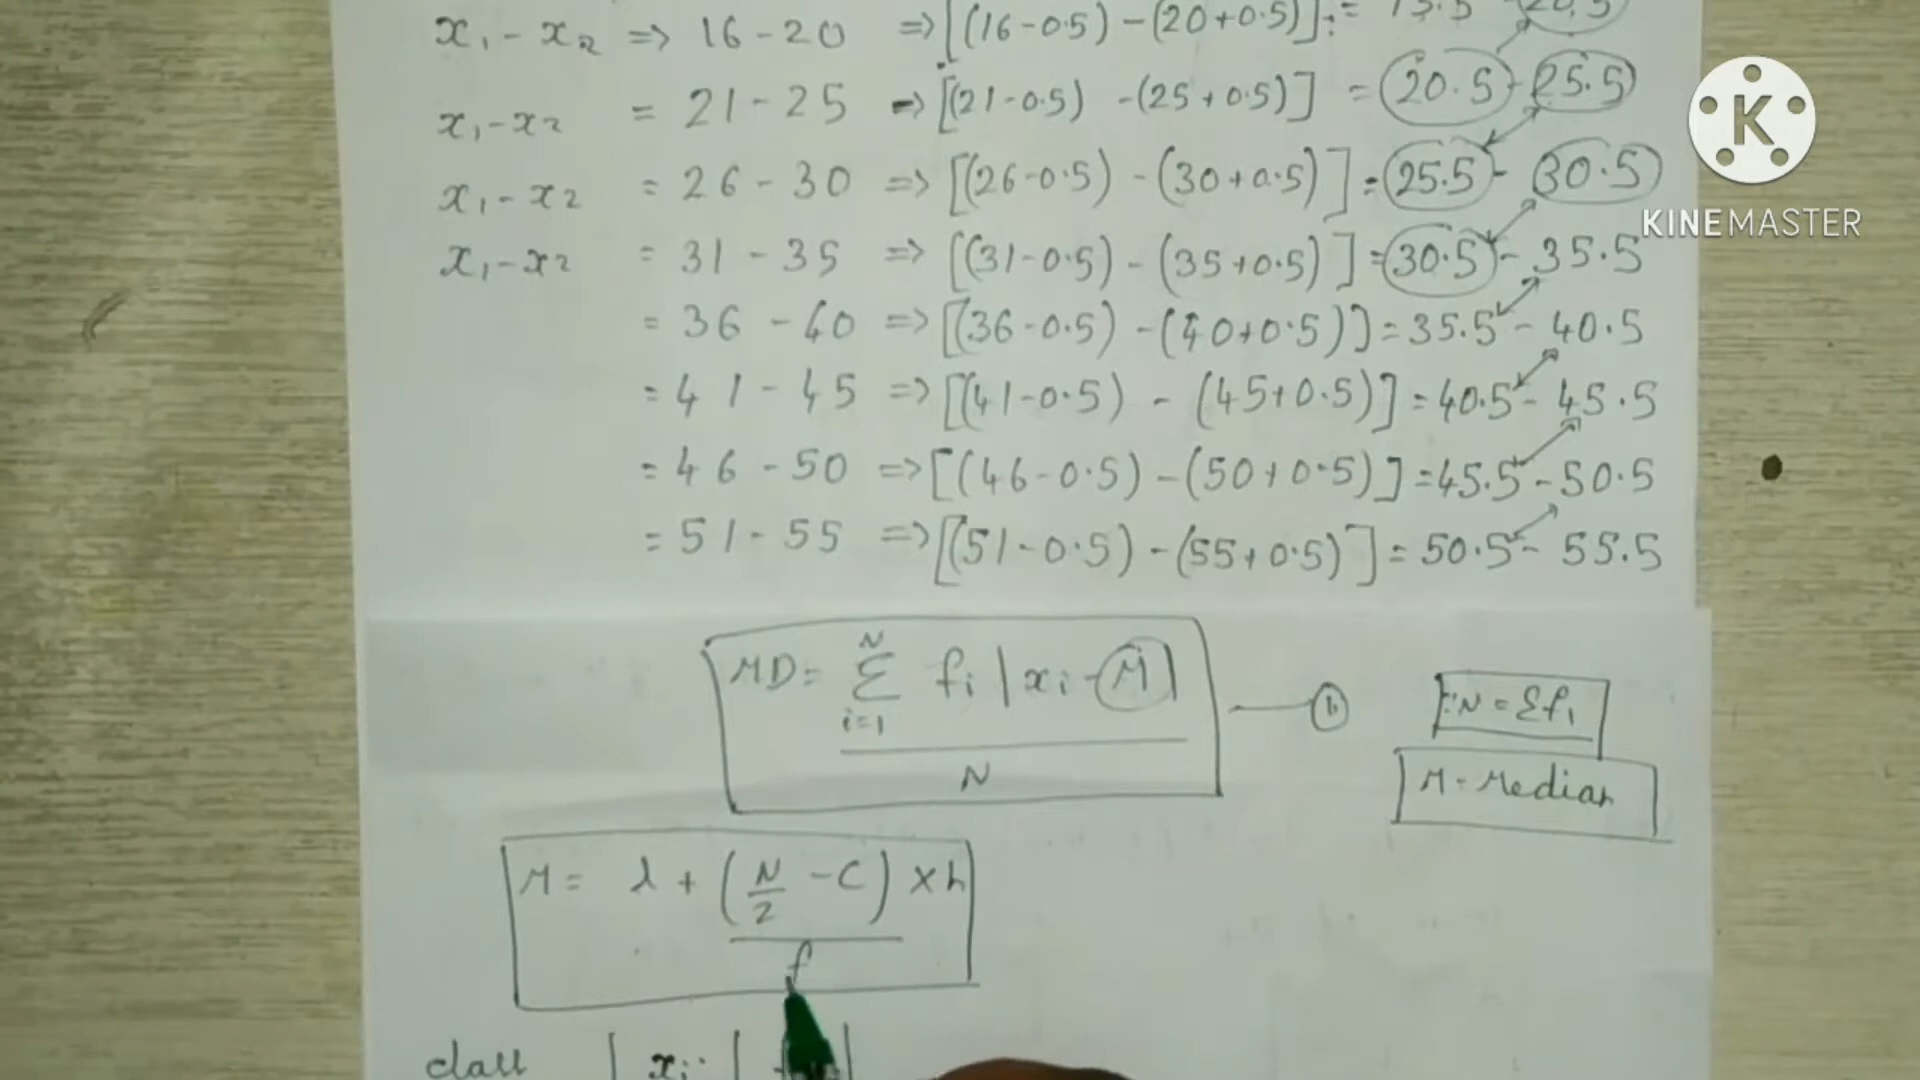 x₁ - x₂ => 16 - 20 => [(16-0.5) - (20+0.5)] = 15.5 - 20.5
x₁ - x₂ = 21 - 25 -> [(21-0.5) - (25+0.5)] = 20.5 - 25.5
x₁ - x₂ = 26 - 30 => [(26-0.5) - (30+0.5)] = 25.5 - 30.5
x₁ - x₂ = 31 - 35 => [(31-0.5) - (35+0.5)] = 30.5 - 35.5
= 36 - 40 => [(36-0.5) - (40+0.5)] = 35.5 - 40.5
= 41 - 45 => [(41-0.5) - (45+0.5)] = 40.5 - 45.5
= 46 - 50 => [(46-0.5) - (50+0.5)] = 45.5 - 50.5
= 51 - 55 => [(51-0.5) - (55+0.5)] = 50.5 - 55.5
K
KINEMASTER
N
MD = Σ fᵢ |xᵢ - M|
i=1
N
∵ N = Σfᵢ
M - Median
M = l + (N/2 - C) × h
f
class | xᵢ |